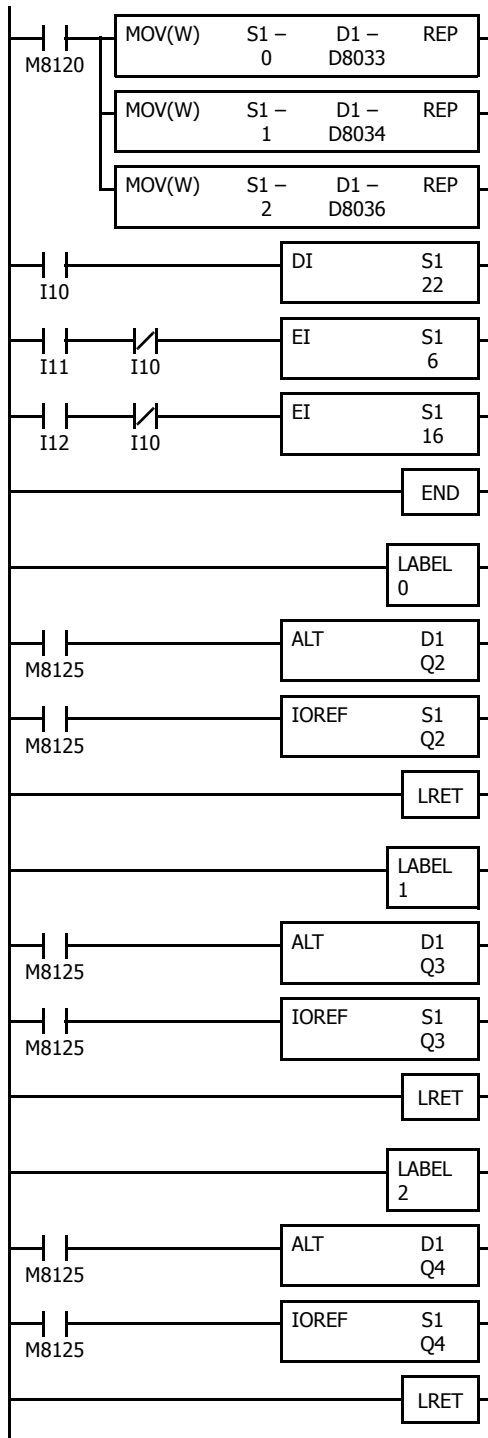 MOV(W) S1 – D1 – REP
M8120 0 D8033
MOV(W) S1 – D1 – REP
1 D8034
MOV(W) S1 – D1 – REP
2 D8036
DI S1
I10 22
EI S1
I11 I10 6
EI S1
I12 I10 16
END
LABEL
0
ALT D1
M8125 Q2
IOREF S1
M8125 Q2
LRET
LABEL
1
ALT D1
M8125 Q3
IOREF S1
M8125 Q3
LRET
LABEL
2
ALT D1
M8125 Q4
IOREF S1
M8125 Q4
LRET